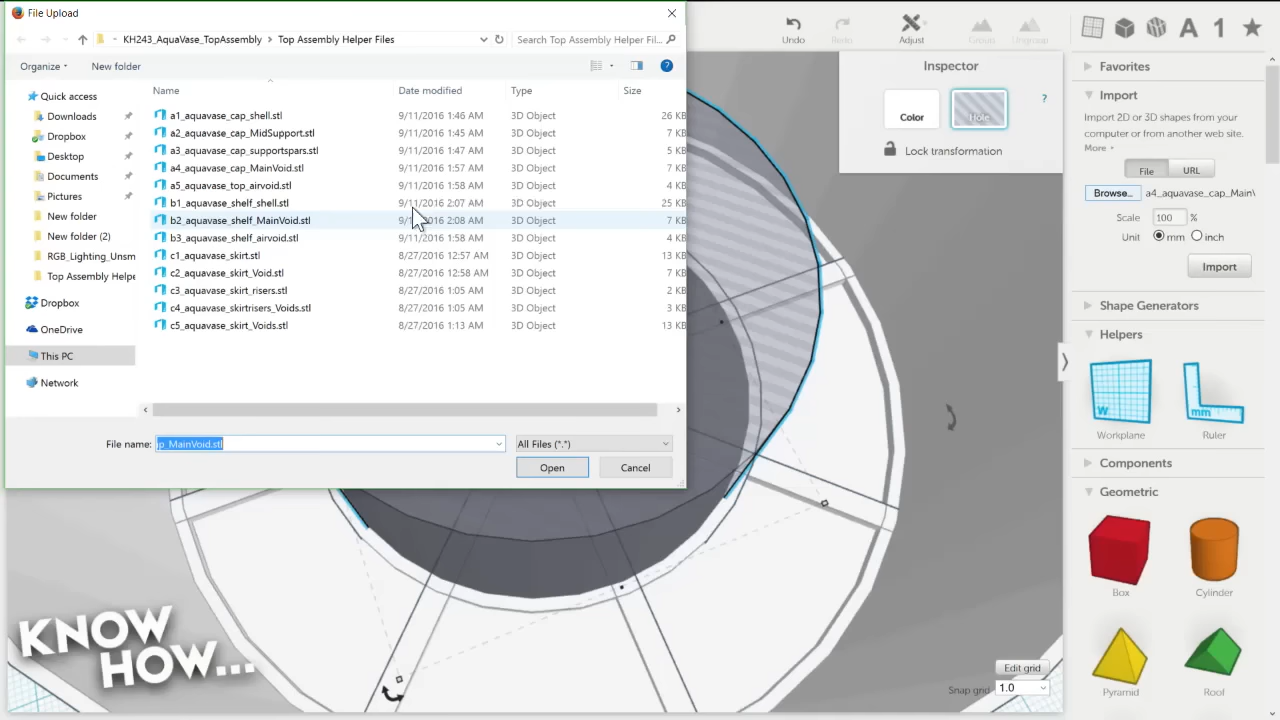 File Upload
KH243_AquaVase_TopAssembly > Top Assembly Helper Files
Search Top Assembly Helper Fil...
Organize
New folder
Name Date modified Type Size
Quick access
Downloads
Dropbox
Desktop
Documents
Pictures
New folder
New folder (2)
RGB_Lighting_Unsm
Top Assembly Helpe
Dropbox
OneDrive
This PC
Network
a1_aquavase_cap_shell.stl 9/11/2016 1:46 AM 3D Object 26 KB
a2_aquavase_cap_MidSupport.stl 9/11/2016 1:45 AM 3D Object 7 KB
a3_aquavase_cap_supportspars.stl 9/11/2016 1:47 AM 3D Object 5 KB
a4_aquavase_cap_MainVoid.stl 9/11/2016 1:57 AM 3D Object 7 KB
a5_aquavase_top_airvoid.stl 9/11/2016 1:58 AM 3D Object 4 KB
b1_aquavase_shelf_shell.stl 9/11/2016 2:07 AM 3D Object 25 KB
b2_aquavase_shelf_MainVoid.stl 2016 2:08 AM 3D Object 7 KB
b3_aquavase_shelf_airvoid.stl 9/11/2016 1:58 AM 3D Object 4 KB
c1_aquavase_skirt.stl 8/27/2016 12:57 AM 3D Object 13 KB
c2_aquavase_skirt_Void.stl 8/27/2016 12:58 AM 3D Object 7 KB
c3_aquavase_skirt_risers.stl 8/27/2016 1:05 AM 3D Object 2 KB
c4_aquavase_skirtrisers_Voids.stl 8/27/2016 1:05 AM 3D Object 3 KB
c5_aquavase_skirt_Voids.stl 8/27/2016 1:13 AM 3D Object 13 KB
File name: p_MainVoid.stl
All Files (*.*)
Open
Cancel
Undo
Redo
Adjust
Group
Ungroup
A 1
Inspector
Color
Hole
?
Lock transformation
Favorites
Import
Import 2D or 3D shapes from your
computer or from another web site.
More
File URL
Browse... a4_aquavase_cap_Main\
Scale 100 %
Unit mm inch
Import
Shape Generators
Helpers
W
mm
Workplane
Ruler
Components
Geometric
Box
Cylinder
Pyramid
Roof
Edit grid
Snap grid 1.0
KNOW
HOW...